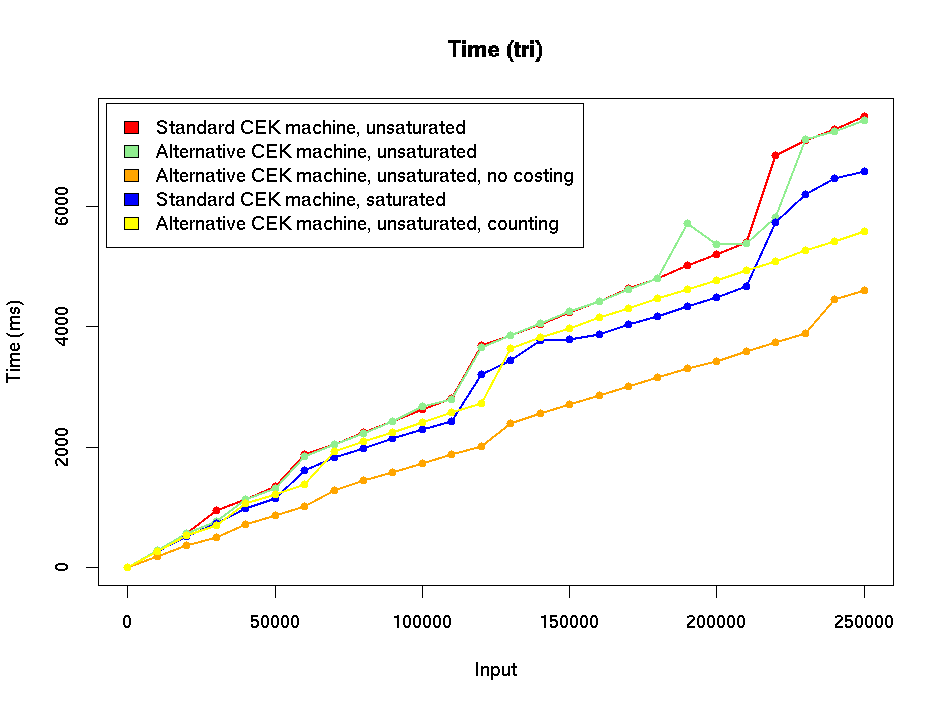 Time (tri)
Standard CEK machine, unsaturated
Alternative CEK machine, unsaturated
Alternative CEK machine, unsaturated, no costing
Standard CEK machine, saturated
Alternative CEK machine, unsaturated, counting
Time (ms)
6000
4000
2000
0
0 50000 100000 150000 200000 250000
Input